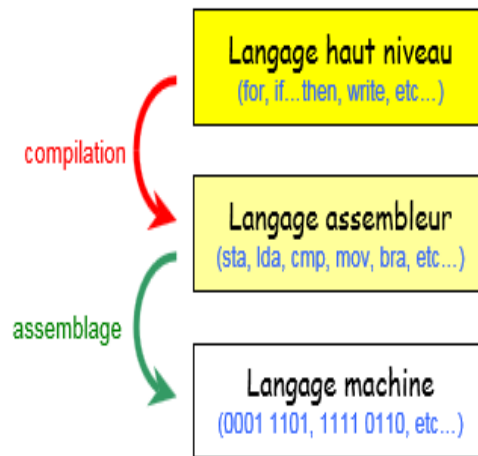 Langage haut niveau
(for, if...then, write, etc...)
compilation
Langage assembleur
(sta, lda, cmp, mov, bra, etc...)
assemblage
Langage machine
(0001 1101, 1111 0110, etc...)